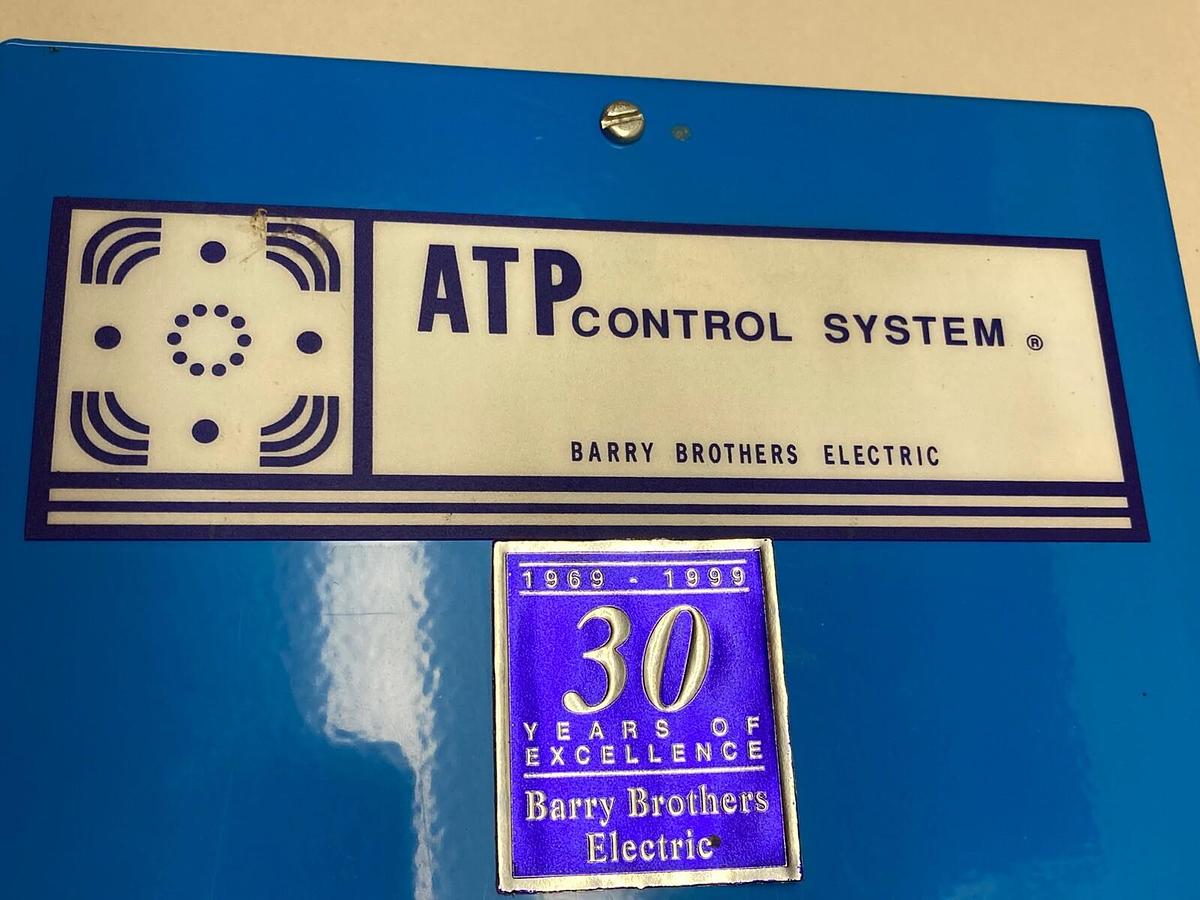 ATP CONTROL SYSTEM ®
BARRY BROTHERS ELECTRIC
1969 - 1999
30
YEARS OF
EXCELLENCE
Barry Brothers
Electric